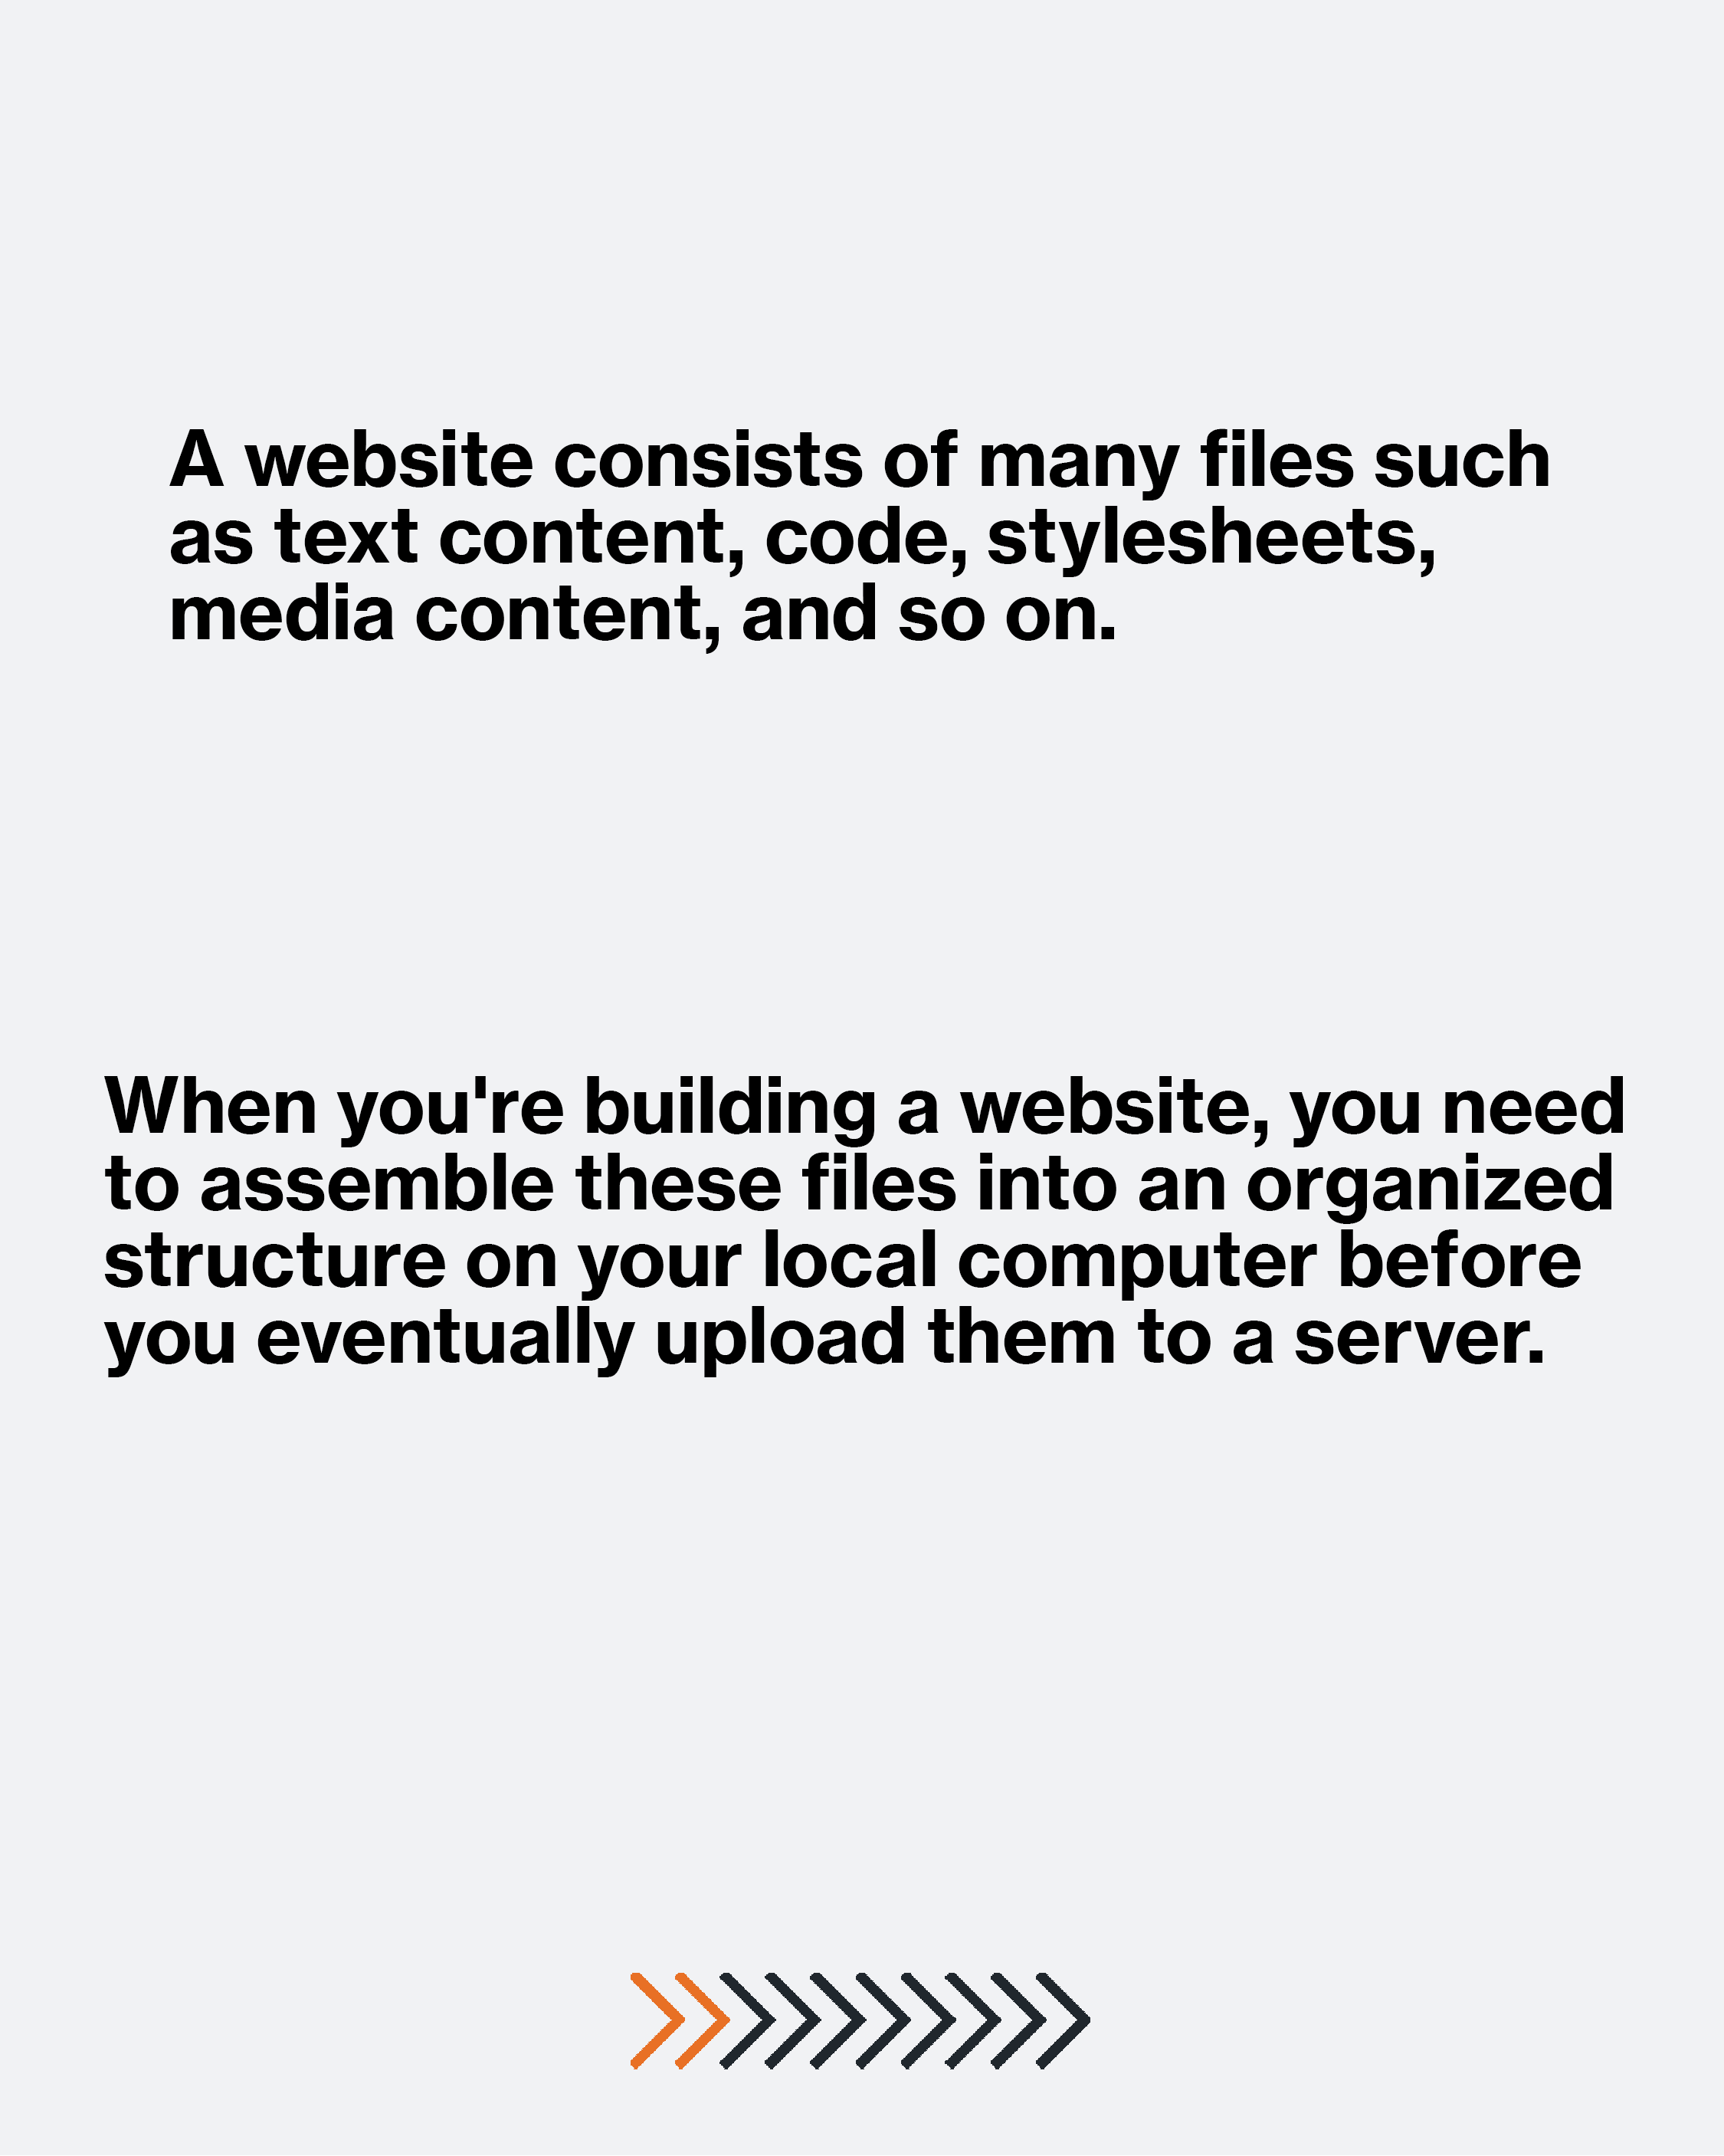 A website consists of many files such
as text content, code, stylesheets,
media content, and so on.
When you're building a website, you need
to assemble these files into an organized
structure on your local computer before
you eventually upload them to a server.